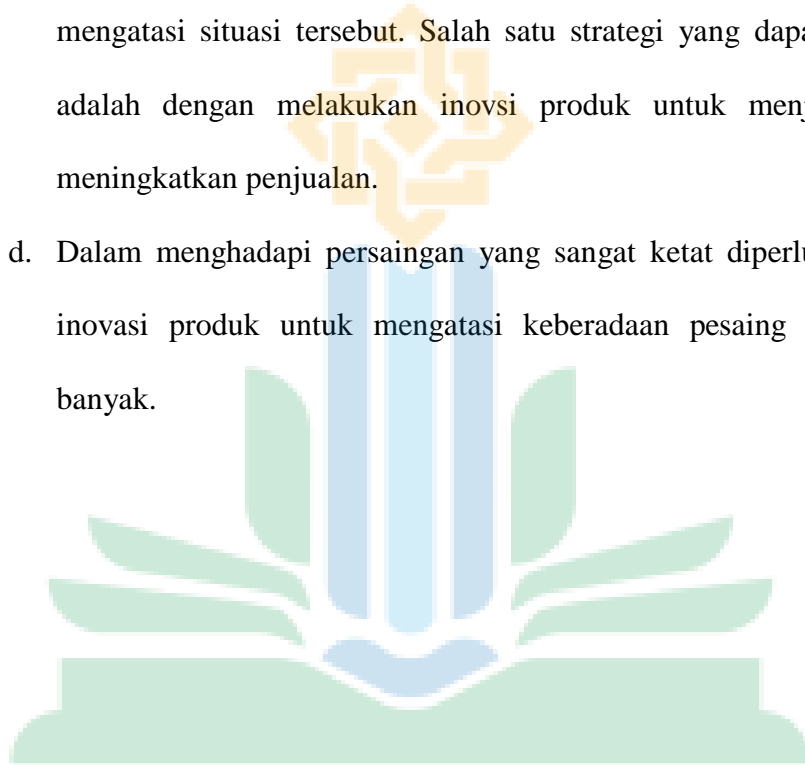 mengatasi situasi tersebut. Salah satu strategi yang
adalah dengan melakukan inovsi produk untuk
meningkatkan penjualan.
d. Dalam menghadapi persaingan yang sangat ketat
inovasi produk untuk mengatasi keberadaan pesaing
banyak.